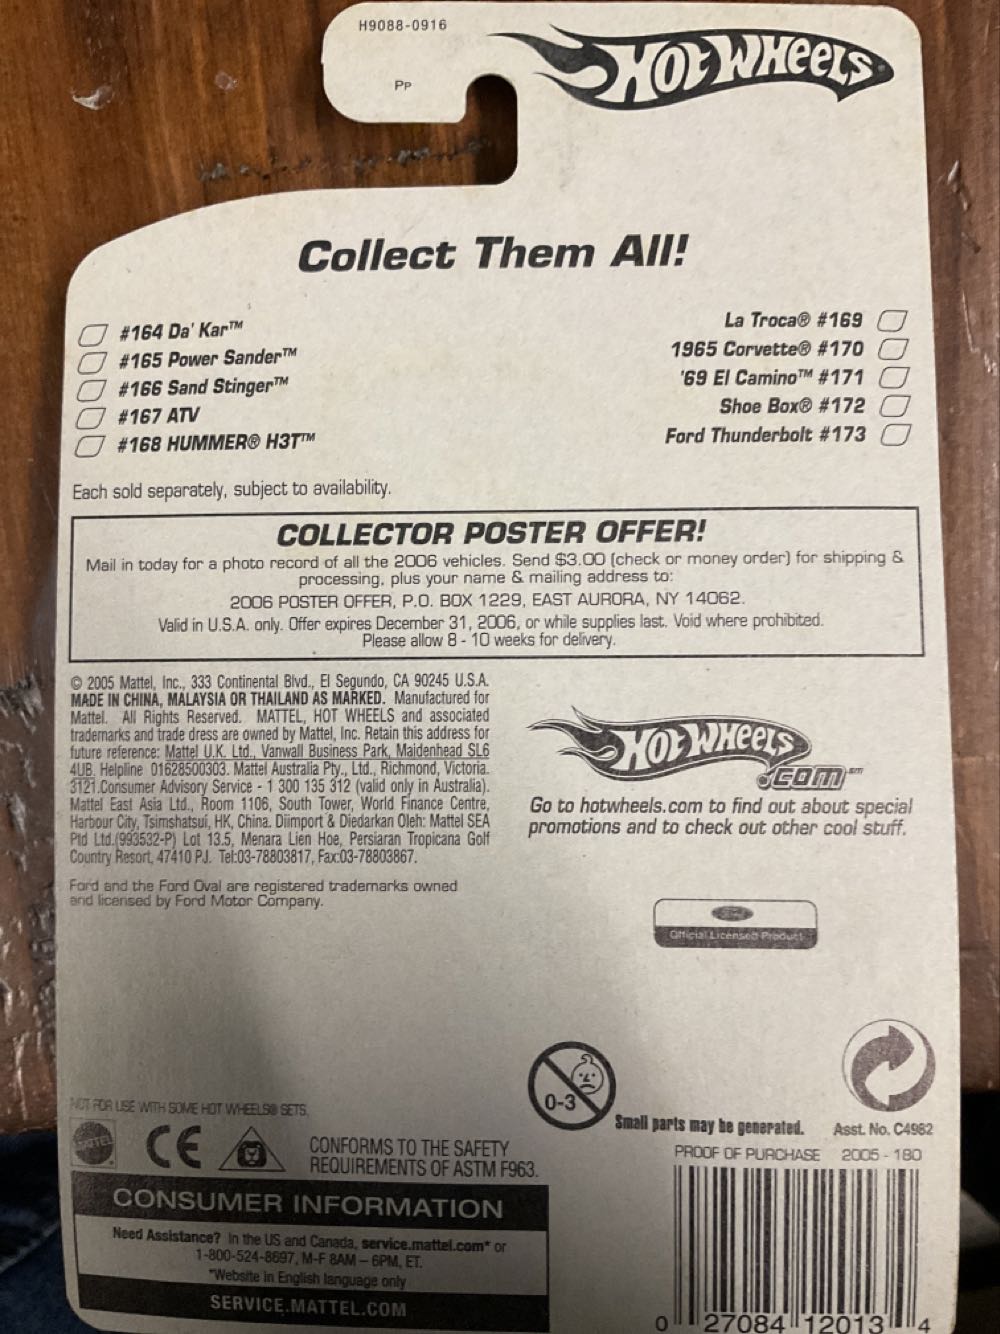 H9088-0916
HOT WHEELS
PP
Collect Them All!
#164 Da' Kar™
#165 Power Sander™
#166 Sand Stinger™
#167 ATV
#168 HUMMER® H3T™
La Troca® #169
1965 Corvette® #170
'69 El Camino™ #171
Shoe Box® #172
Ford Thunderbolt #173
Each sold separately, subject to availability.
COLLECTOR POSTER OFFER!
Mail in today for a photo record of all the 2006 vehicles. Send $3.00 (check or money order) for shipping &
processing, plus your name & mailing address to:
2006 POSTER OFFER, P.O. BOX 1229, EAST AURORA, NY 14062.
Valid in U.S.A. only. Offer expires December 31, 2006, or while supplies last. Void where prohibited.
Please allow 8 - 10 weeks for delivery.
© 2005 Mattel, Inc., 333 Continental Blvd., El Segundo, CA 90245 U.S.A.
MADE IN CHINA, MALAYSIA OR THAILAND AS MARKED. Manufactured for
Mattel. All Rights Reserved. MATTEL, HOT WHEELS and associated
trademarks and trade dress are owned by Mattel, Inc. Retain this address for
future reference: Mattel U.K. Ltd., Vanwall Business Park, Maidenhead SL6
4UB. Helpline 01628500303. Mattel Australia Pty., Ltd., Richmond, Victoria.
3121.Consumer Advisory Service - 1 300 135 312 (valid only in Australia).
Mattel East Asia Ltd., Room 1106, South Tower, World Finance Centre,
Harbour City, Tsimshatsui, HK, China. Diimport & Diedarkan Oleh: Mattel SEA
Ptd Ltd.(993532-P) Lot 13.5, Menara Lien Hoe, Persiaran Tropicana Golf
Country Resort, 47410 PJ. Tel:03-78803817, Fax:03-78803867.
Ford and the Ford Oval are registered trademarks owned
and licensed by Ford Motor Company.
HOT WHEELS
.COM℠
Go to hotwheels.com to find out about special
promotions and to check out other cool stuff.
Ford
Official Licensed Product
0-3
Small parts may be generated.
Asst. No. C4982
NOT FOR USE WITH SOME HOT WHEELS® SETS.
MATTEL
CE
CONFORMS TO THE SAFETY
REQUIREMENTS OF ASTM F963.
PROOF OF PURCHASE 2005 - 180
CONSUMER INFORMATION
Need Assistance? In the US and Canada, service.mattel.com* or
1-800-524-8697, M-F 8AM – 6PM, ET.
*Website in English language only
SERVICE.MATTEL.COM
0 27084 12013 4